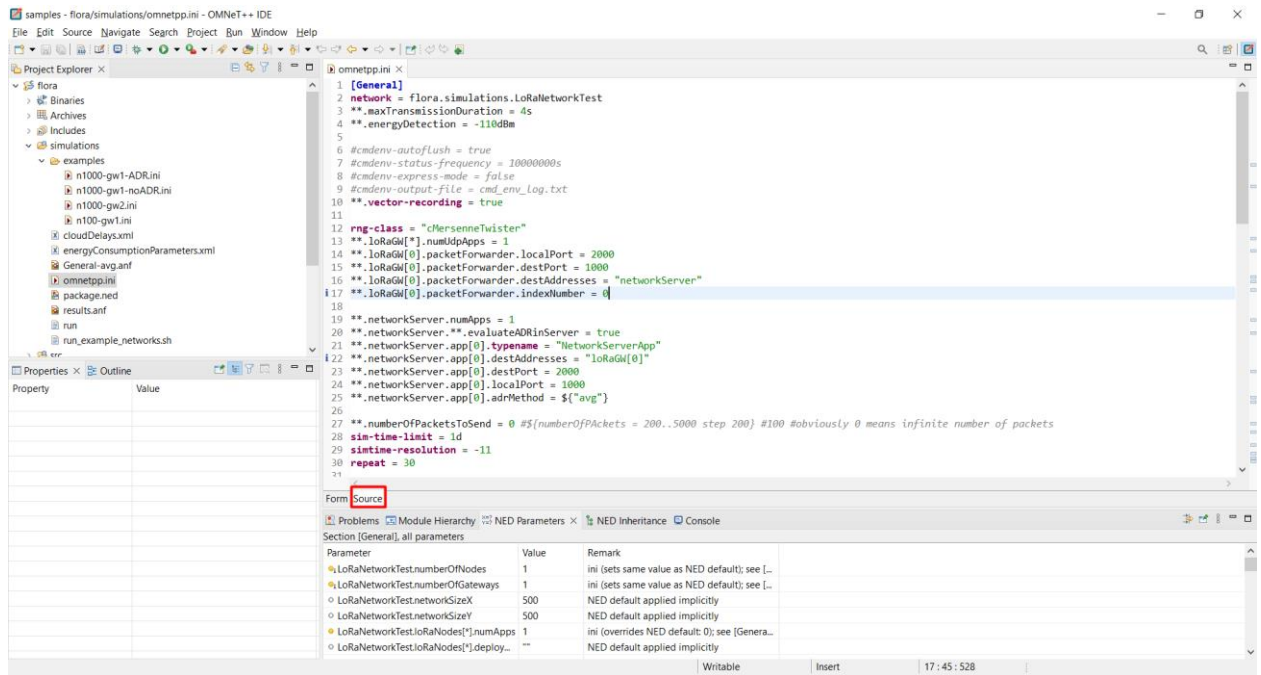 samples - flora/simulations/omnetpp.ini - OMNeT++ IDE
File Edit Source Navigate Search Project Run Window Help
Project Explorer
flora
Binaries
Archives
Includes
simulations
examples
n1000-gw1-ADR.ini
n1000-gw1-noADR.ini
n1000-gw2.ini
n100-gw1.ini
cloudDelays.xml
energyConsumptionParameters.xml
General-avg.anf
omnetpp.ini
package.ned
results.anf
run
run_example_networks.sh
src
Properties Outline
Property Value
omnetpp.ini
1 [General]
2 network = flora.simulations.LoRaNetworkTest
3 **.maxTransmissionDuration = 4s
4 **.energyDetection = -110dBm
5
6 #cmdenv-autoflush = true
7 #cmdenv-status-frequency = 10000000s
8 #cmdenv-express-mode = false
9 #cmdenv-output-file = cmd_env_log.txt
10 **.vector-recording = true
11
12 rng-class = "cMersenneTwister"
13 **.loRaGW[*].numUdpApps = 1
14 **.loRaGW[0].packetForwarder.localPort = 2000
15 **.loRaGW[0].packetForwarder.destPort = 1000
16 **.loRaGW[0].packetForwarder.destAddresses = "networkServer"
17 **.loRaGW[0].packetForwarder.indexNumber = 0
18
19 **.networkServer.numApps = 1
20 **.networkServer.**.evaluateADRinServer = true
21 **.networkServer.app[0].typename = "NetworkServerApp"
22 **.networkServer.app[0].destAddresses = "loRaGW[0]"
23 **.networkServer.app[0].destPort = 2000
24 **.networkServer.app[0].localPort = 1000
25 **.networkServer.app[0].adrMethod = ${"avg"}
26
27 **.numberOfPacketsToSend = 0 #${numberOfPAckets = 200..5000 step 200} #100 #obviously 0 means infinite number of packets
28 sim-time-limit = 1d
29 simtime-resolution = -11
30 repeat = 30
31
Form Source
Problems Module Hierarchy NED Parameters NED Inheritance Console
Section [General], all parameters
Parameter Value Remark
LoRaNetworkTest.numberOfNodes 1 ini (sets same value as NED default); see [...
LoRaNetworkTest.numberOfGateways 1 ini (sets same value as NED default); see [...
LoRaNetworkTest.networkSizeX 500 NED default applied implicitly
LoRaNetworkTest.networkSizeY 500 NED default applied implicitly
LoRaNetworkTest.loRaNodes[*].numApps 1 ini (overrides NED default: 0); see [Genera...
LoRaNetworkTest.loRaNodes[*].deploy... "" NED default applied implicitly
Writable Insert 17 : 45 : 528